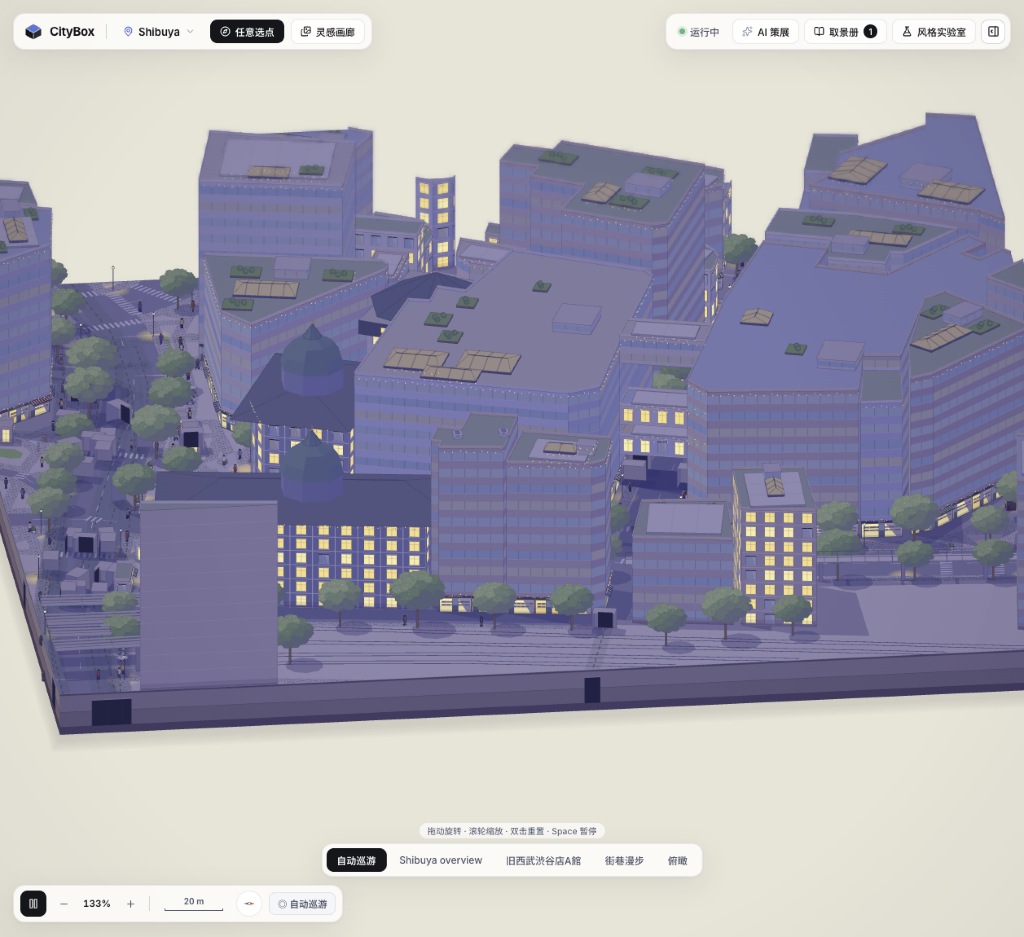 CityBox
Shibuya
任意选点
灵感画廊
运行中
AI 策展
取景册 1
风格实验室
拖动旋转 · 滚轮缩放 · 双击重置 · Space 暂停
自动巡游
Shibuya overview
旧西武渋谷店A館
街巷漫步
俯瞰
133%
20 m
自动巡游